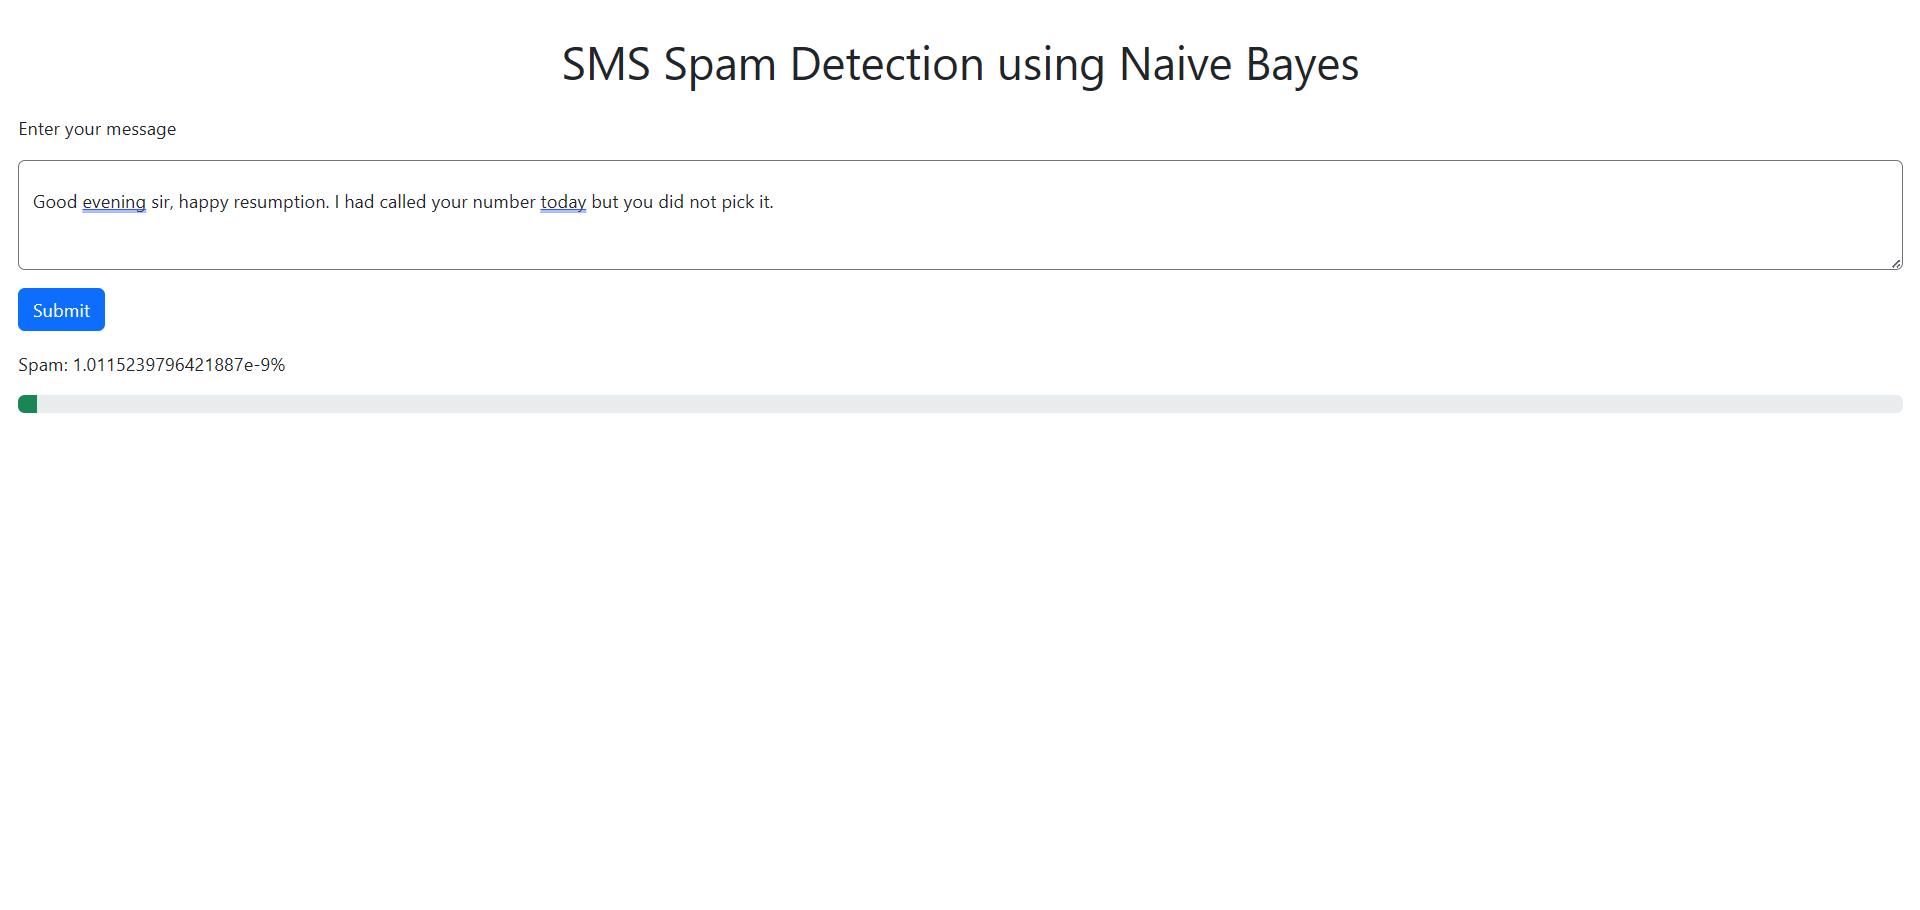 SMS Spam Detection using Naive Bayes
Enter your message
Good evening sir, happy resumption. I had called your number today but you did not pick it.
Submit
Spam: 1.0115239796421887e-9%